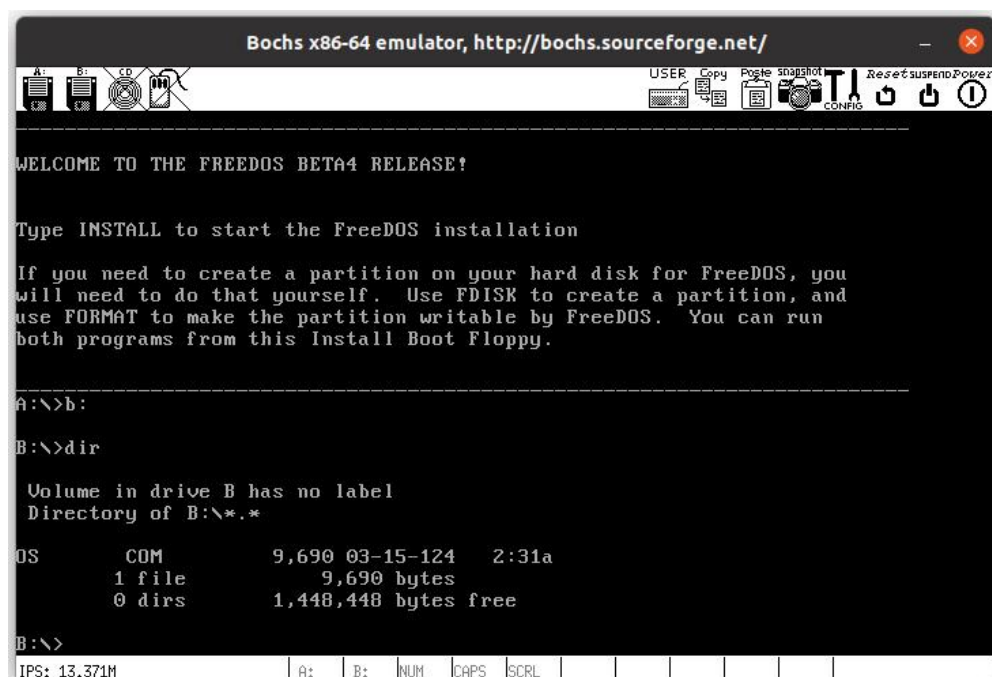 Bochs x86-64 emulator, http://bochs.sourceforge.net/
A: B: CD USER Copy Paste snapshot CONFIG Reset SUSPEND Power
WELCOME TO THE FREEDOS BETA4 RELEASE!
Type INSTALL to start the FreeDOS installation
If you need to create a partition on your hard disk for FreeDOS, you
will need to do that yourself.  Use FDISK to create a partition, and
use FORMAT to make the partition writable by FreeDOS.  You can run
both programs from this Install Boot Floppy.
A:\>b:
B:\>dir
Volume in drive B has no label
Directory of B:\*.*
OS       COM         9,690 03-15-124   2:31a
1 file           9,690 bytes
0 dirs       1,448,448 bytes free
B:\>
IPS: 13.371M A: B: NUM CAPS SCRL